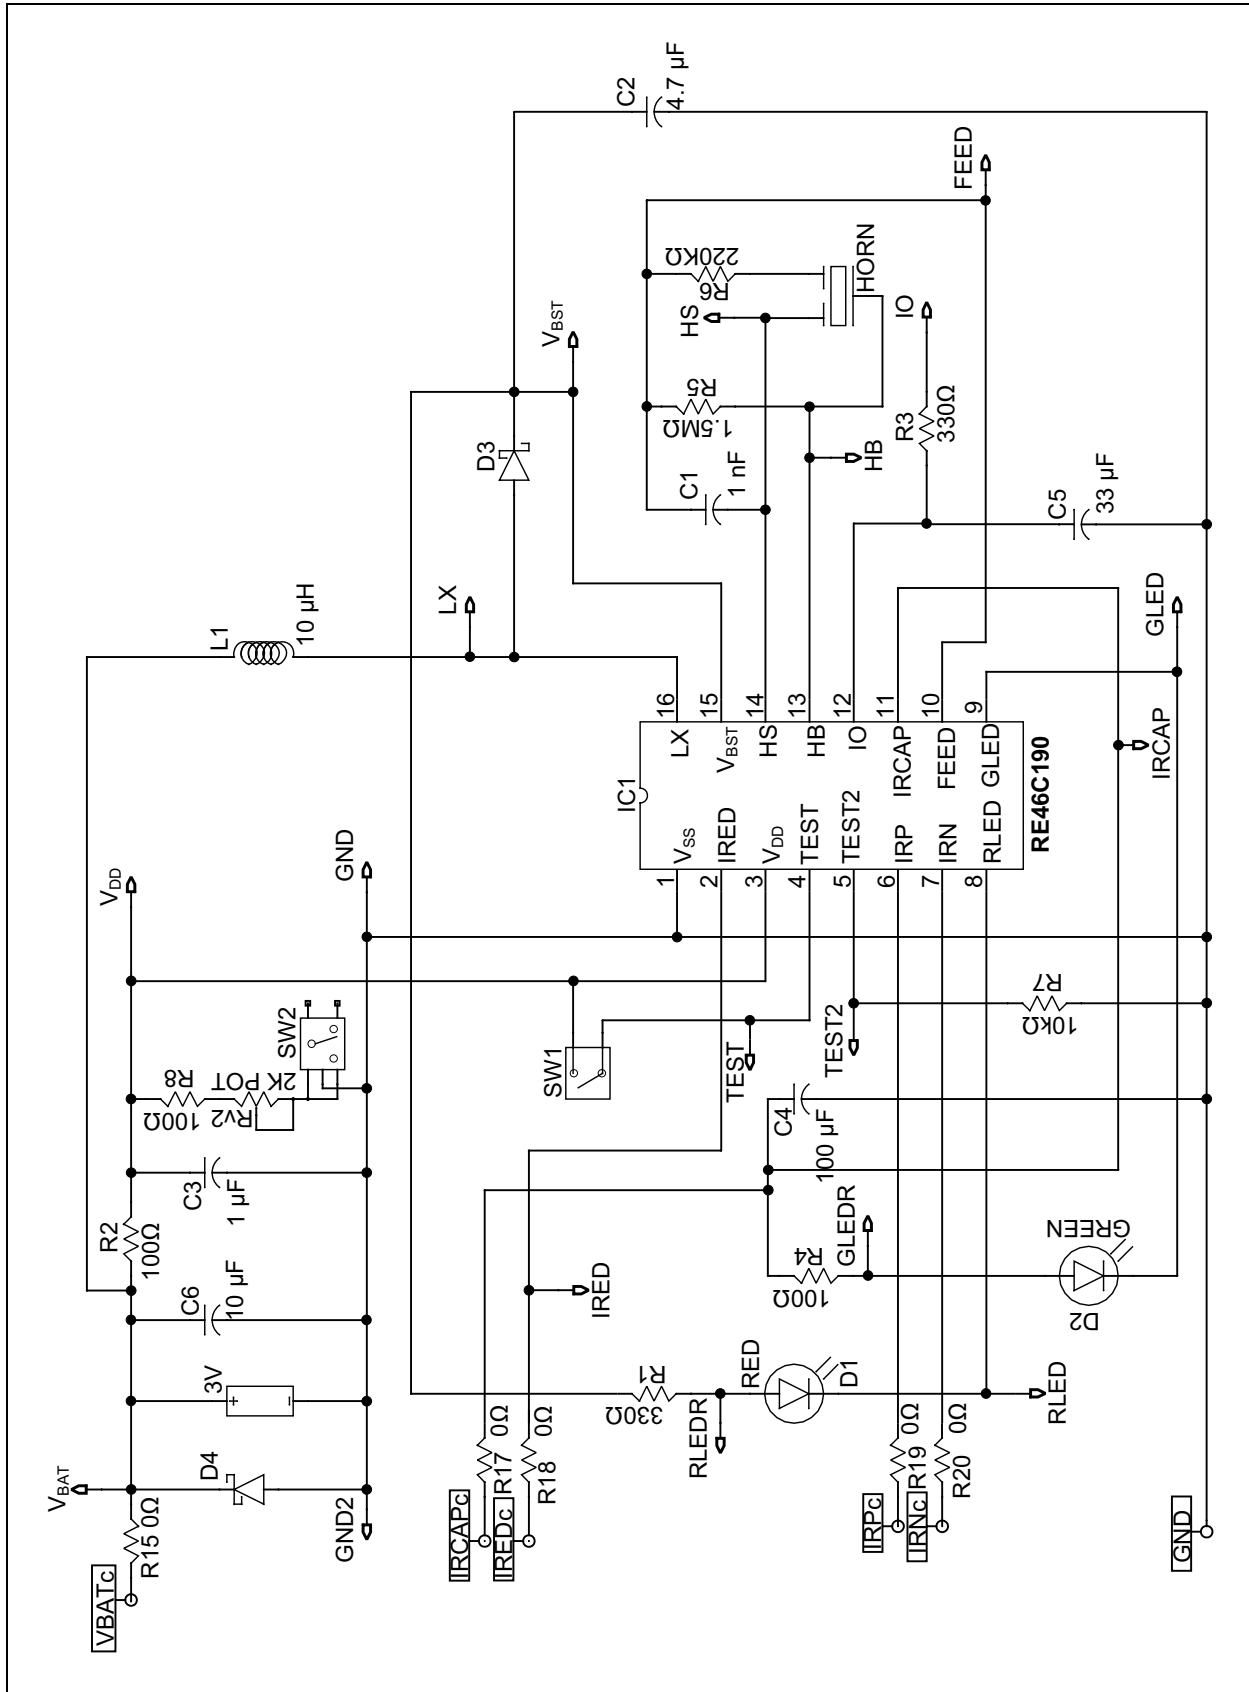 VBATc
R15 0Ω
VBAT
D4
GND2
3V
+
-
C6
10 µF
R2
100Ω
C3
1 µF
R8
100Ω
Rv2
2K POT
SW2
VDD
GND
L1
10 µH
LX
D3
VBST
C2
4.7 µF
IRCAPc
R17 0Ω
IREDc
R18 0Ω
IRED
SW1
TEST
TEST2
R7
10kΩ
C4
100 µF
R4
100Ω
GLEDR
GREEN
D2
R1
330Ω
RLEDR
RED
D1
RLED
IRPc
R19 0Ω
IRNc
R20 0Ω
GND
IC1
1 VSS
2 IRED
3 VDD
4 TEST
5 TEST2
6 IRP
7 IRN
8 RLED
LX 16
VBST 15
HS 14
HB 13
IO 12
IRCAP 11
FEED 10
GLED 9
RE46C190
C1
1 nF
R5
1.5MΩ
R6
220KΩ
HS
HB
HORN
FEED
R3
330Ω
IO
C5
33 µF
GLED
IRCAP